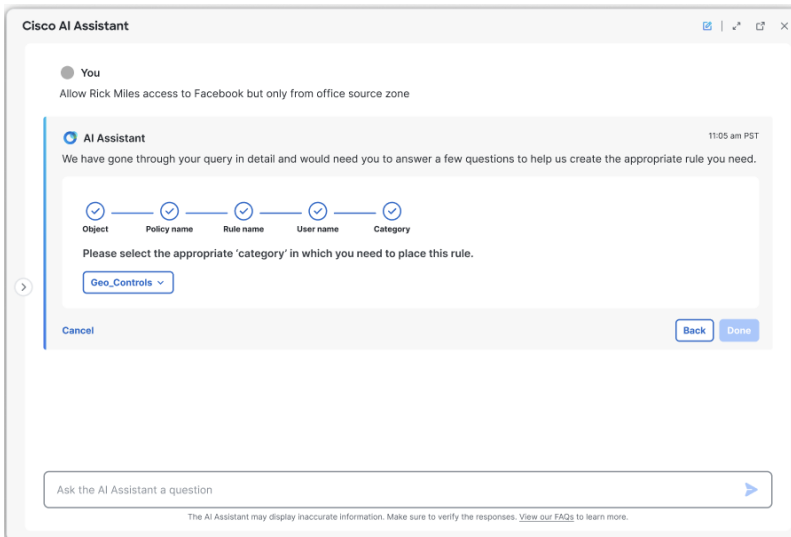 Cisco AI Assistant
You
Allow Rick Miles access to Facebook but only from office source zone
AI Assistant
11:05 am PST
We have gone through your query in detail and would need you to answer a few questions to help us create the appropriate rule you need.
Object Policy name Rule name User name Category
Please select the appropriate ‘category’ in which you need to place this rule.
Geo_Controls
Cancel
Back Done
Ask the AI Assistant a question
The AI Assistant may display inaccurate information. Make sure to verify the responses. View our FAQs to learn more.